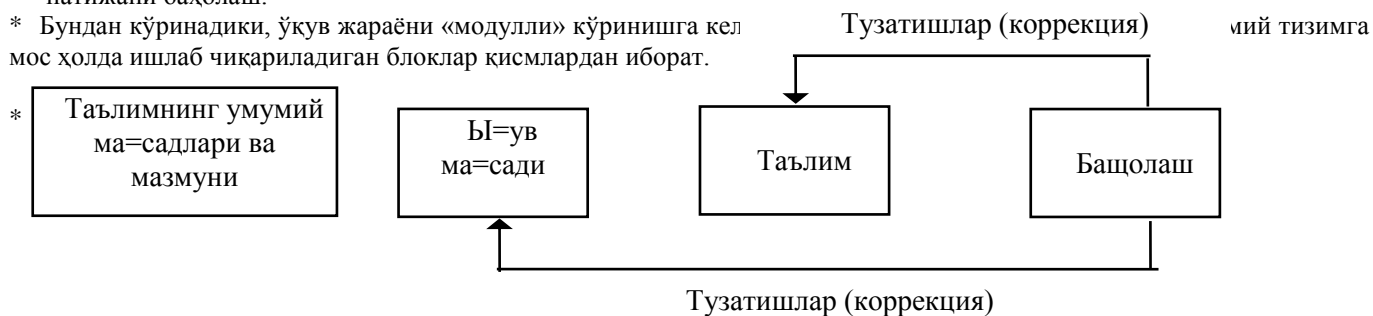 натижани баҳолаш.
* Бундан кўринадики, ўқув жараёни «модулли» кўринишга кел
Тузатишлар (коррекция)
мий тизимга
мос ҳолда ишлаб чиқариладиган блоклар қисмлардан иборат.
*
Таълимнинг умумий
ма=садлари ва
мазмуни
Ы=ув
ма=сади
Таълим
Бащолаш
Тузатишлар (коррекция)